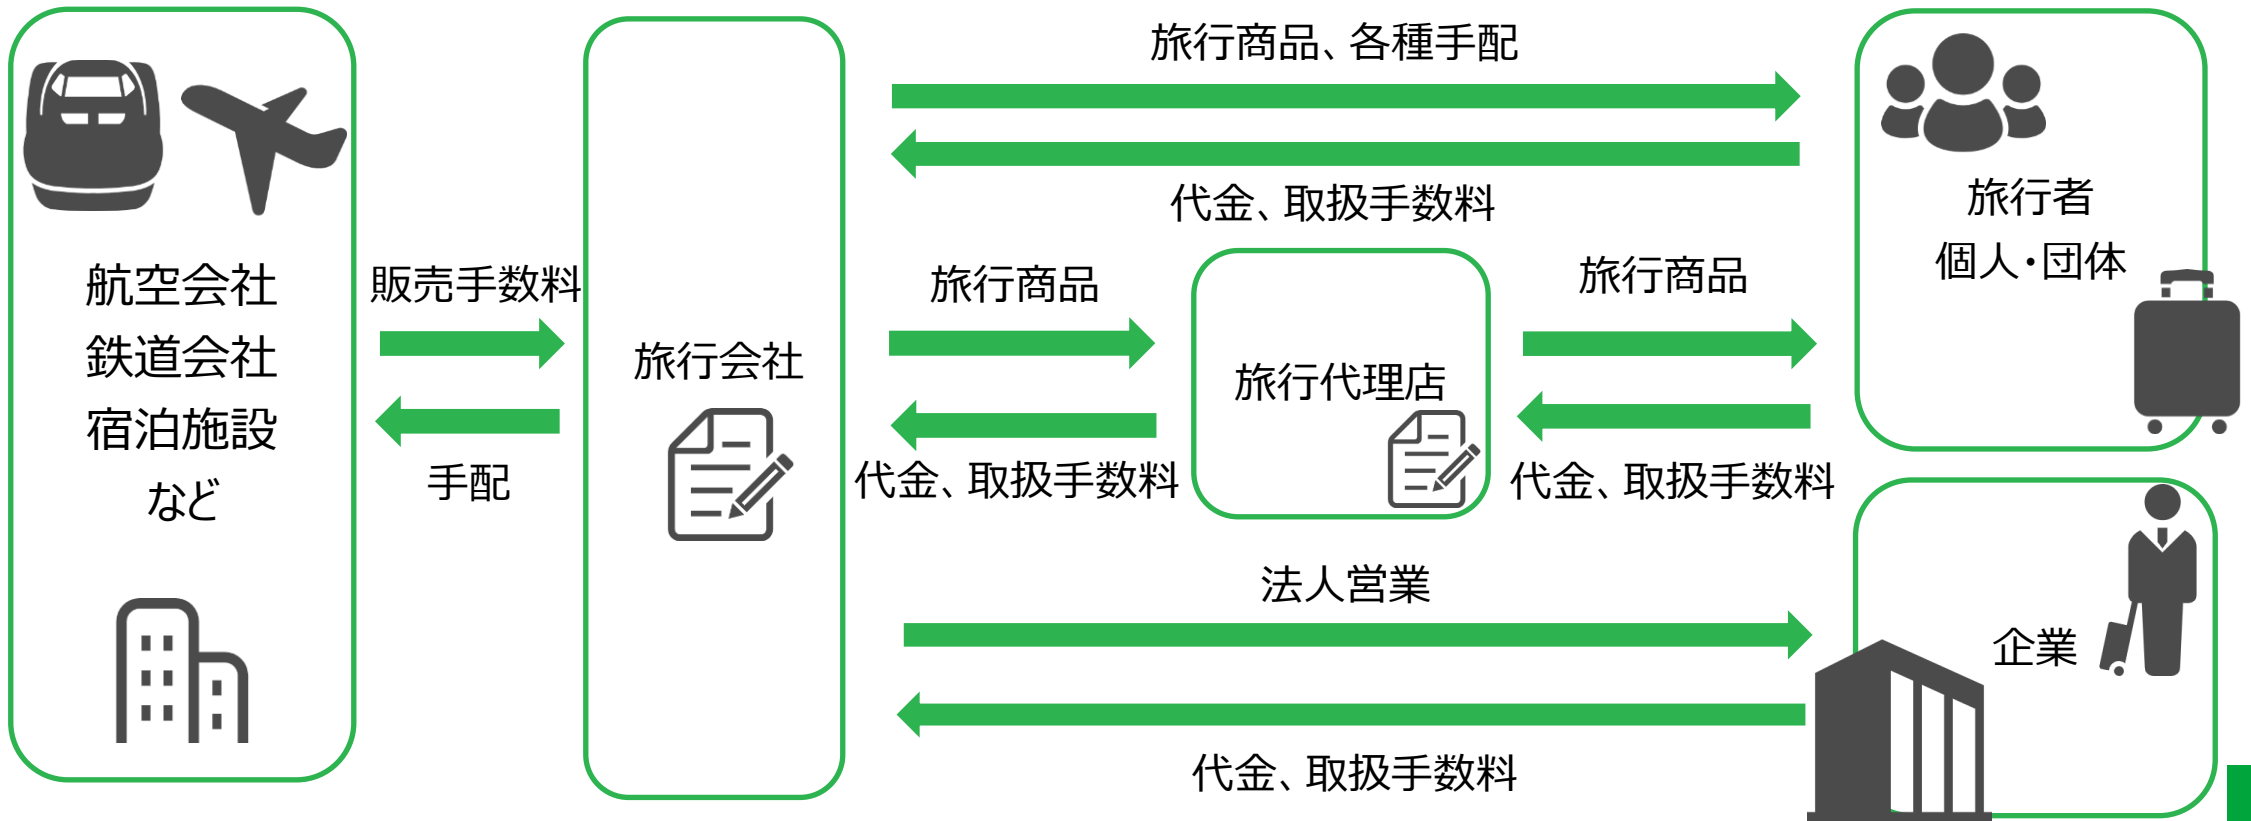 航空会社
鉄道会社
宿泊施設
など
販売手数料
手配
旅行会社
旅行商品、各種手配
代金、取扱手数料
旅行商品
代金、取扱手数料
旅行代理店
旅行商品
代金、取扱手数料
法人営業
代金、取扱手数料
旅行者
個人・団体
企業